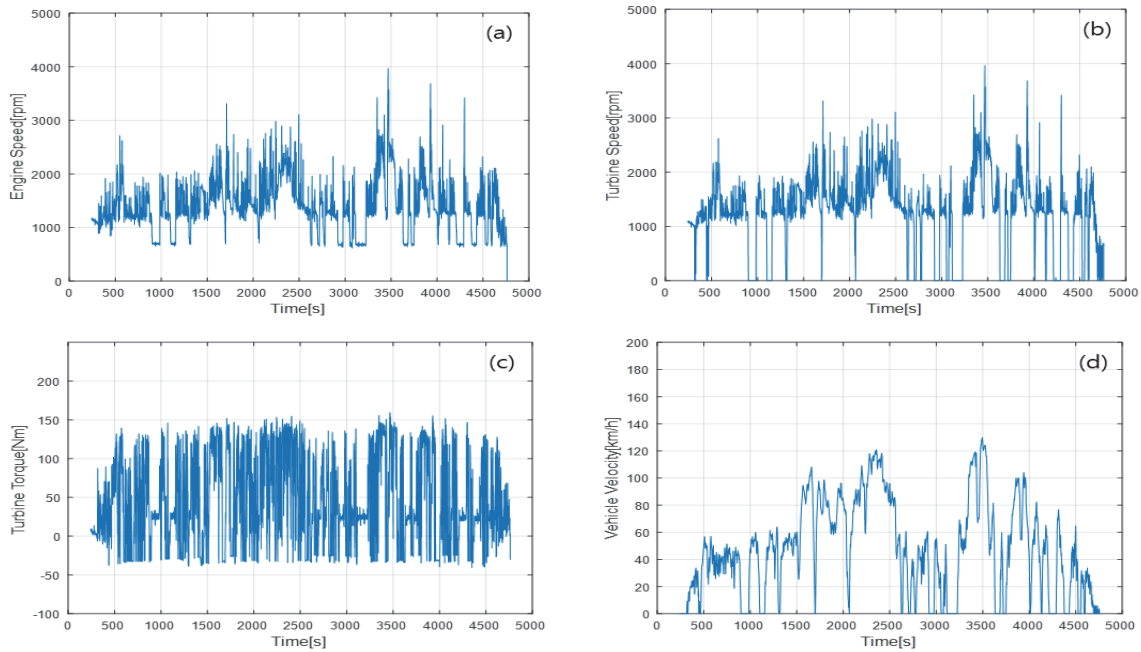 (a)
Engine Speed[rpm]
5000
4000
3000
2000
1000
0
0 500 1000 1500 2000 2500 3000 3500 4000 4500 5000
Time[s]
(b)
Turbine Speed[rpm]
5000
4000
3000
2000
1000
0
0 500 1000 1500 2000 2500 3000 3500 4000 4500 5000
Time[s]
(c)
Turbine Torque[Nm]
200
150
100
50
0
-50
-100
0 500 1000 1500 2000 2500 3000 3500 4000 4500 5000
Time[s]
(d)
Vehicle Velocity[km/h]
200
180
160
140
120
100
80
60
40
20
0
0 500 1000 1500 2000 2500 3000 3500 4000 4500 5000
Time[s]